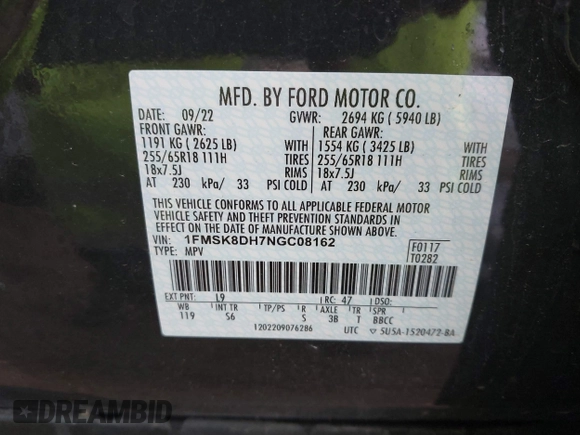 MFD. BY FORD MOTOR CO.
DATE: 09/22 GVWR: 2694 KG ( 5940 LB)
FRONT GAWR: REAR GAWR:
1191 KG ( 2625 LB) 1554 KG ( 3425 LB)
255/65R18 111H TIRES 255/65R18 111H TIRES
18x7.5J RIMS 18x7.5J RIMS
AT 230 kPa/ 33 PSI COLD AT 230 kPa/ 33 PSI COLD
THIS VEHICLE CONFORMS TO ALL APPLICABLE FEDERAL MOTOR
VEHICLE SAFETY AND THEFT PREVENTION STANDARDS IN
EFFECT ON THE DATE OF MANUFACTURE SHOWN ABOVE.
VIN: 1FMSK8DH7NGC08162 F0117
TYPE: MPV T0282
EXT PNT: L9 RC: 47 DSO:
WB INT TR TP/PS R AXLE TR SPR
119 S6 S 3B T BBCC
1202209076286 UTC 5U5A-1520472-BA
DREAMBID